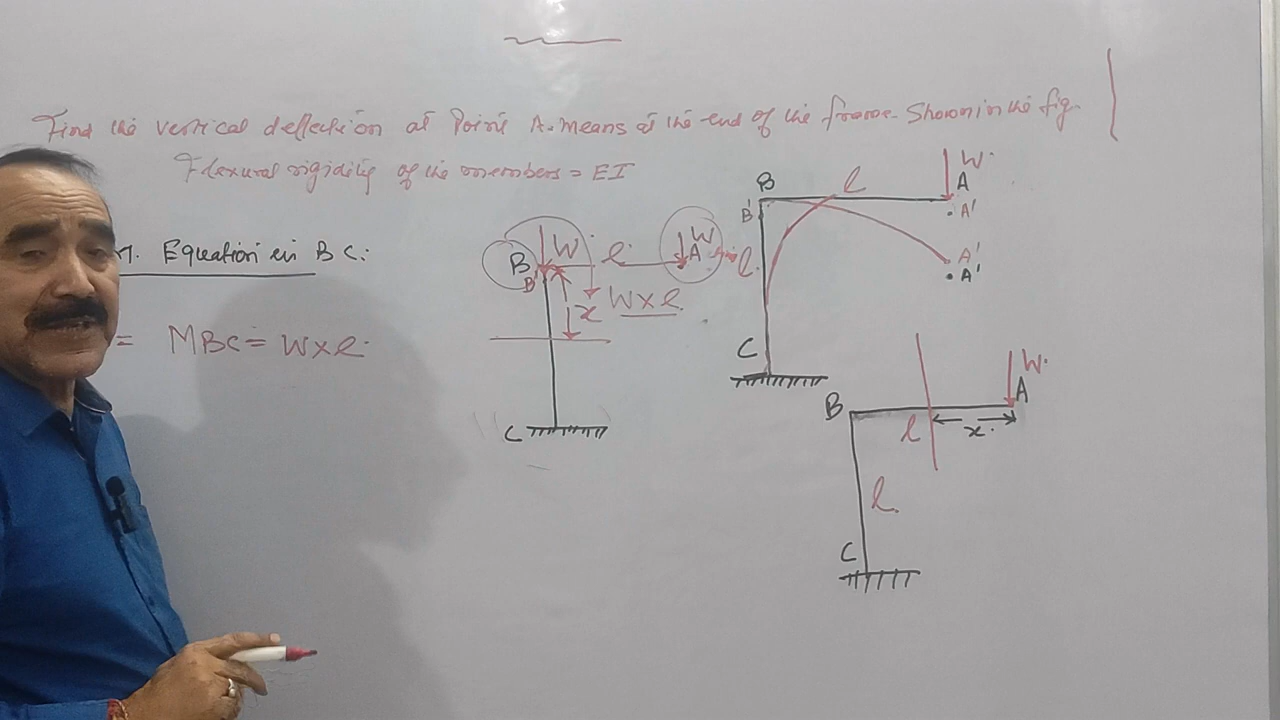 Find the vertical deflection at Point A. Means at the end of the frame Shown in the fig.
Flexural rigidity of the members = EI
M. Equation in BC:
= MBC = W x l.
B W l W A
B'
x W x l
C
B l W. A
B' A'
l. A'
A'
C
W.
B A
l x.
l.
C